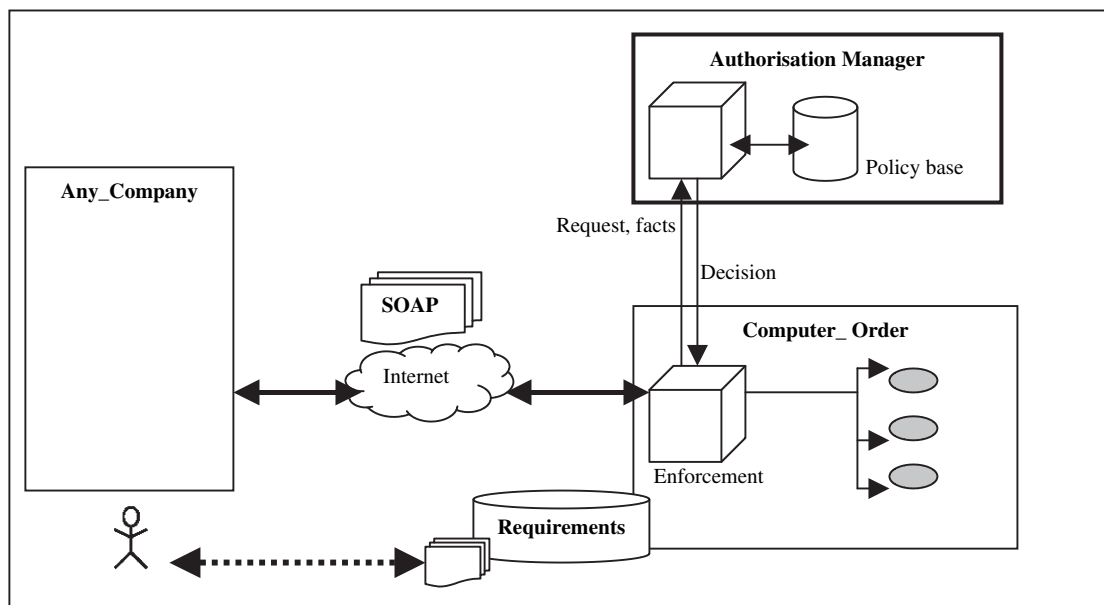 Authorisation Manager
Policy base
Any_Company
Request, facts
Decision
SOAP
Computer_ Order
Internet
Enforcement
Requirements